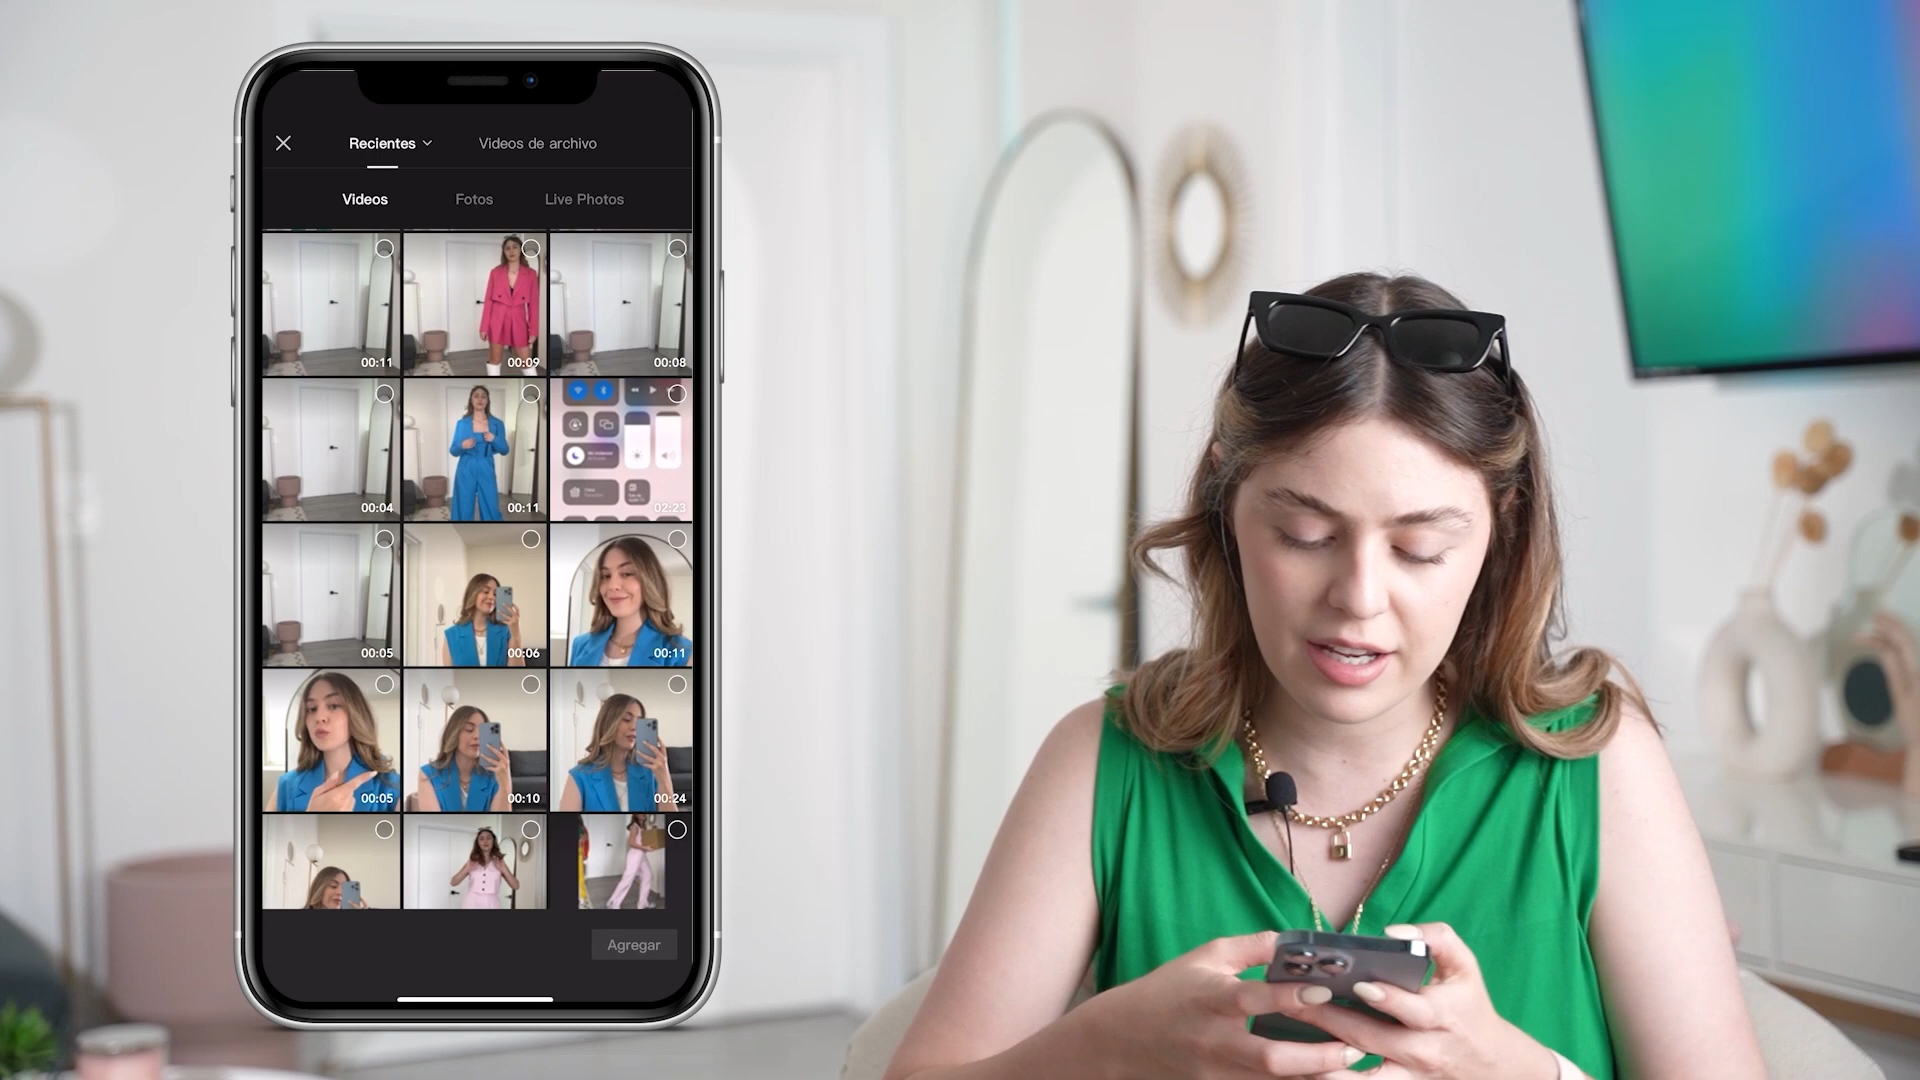 Recientes
Videos de archivo
Videos
Fotos
Live Photos
00:11
00:09
00:08
00:04
00:11
02:23
00:05
00:06
00:11
00:05
00:10
00:24
Agregar